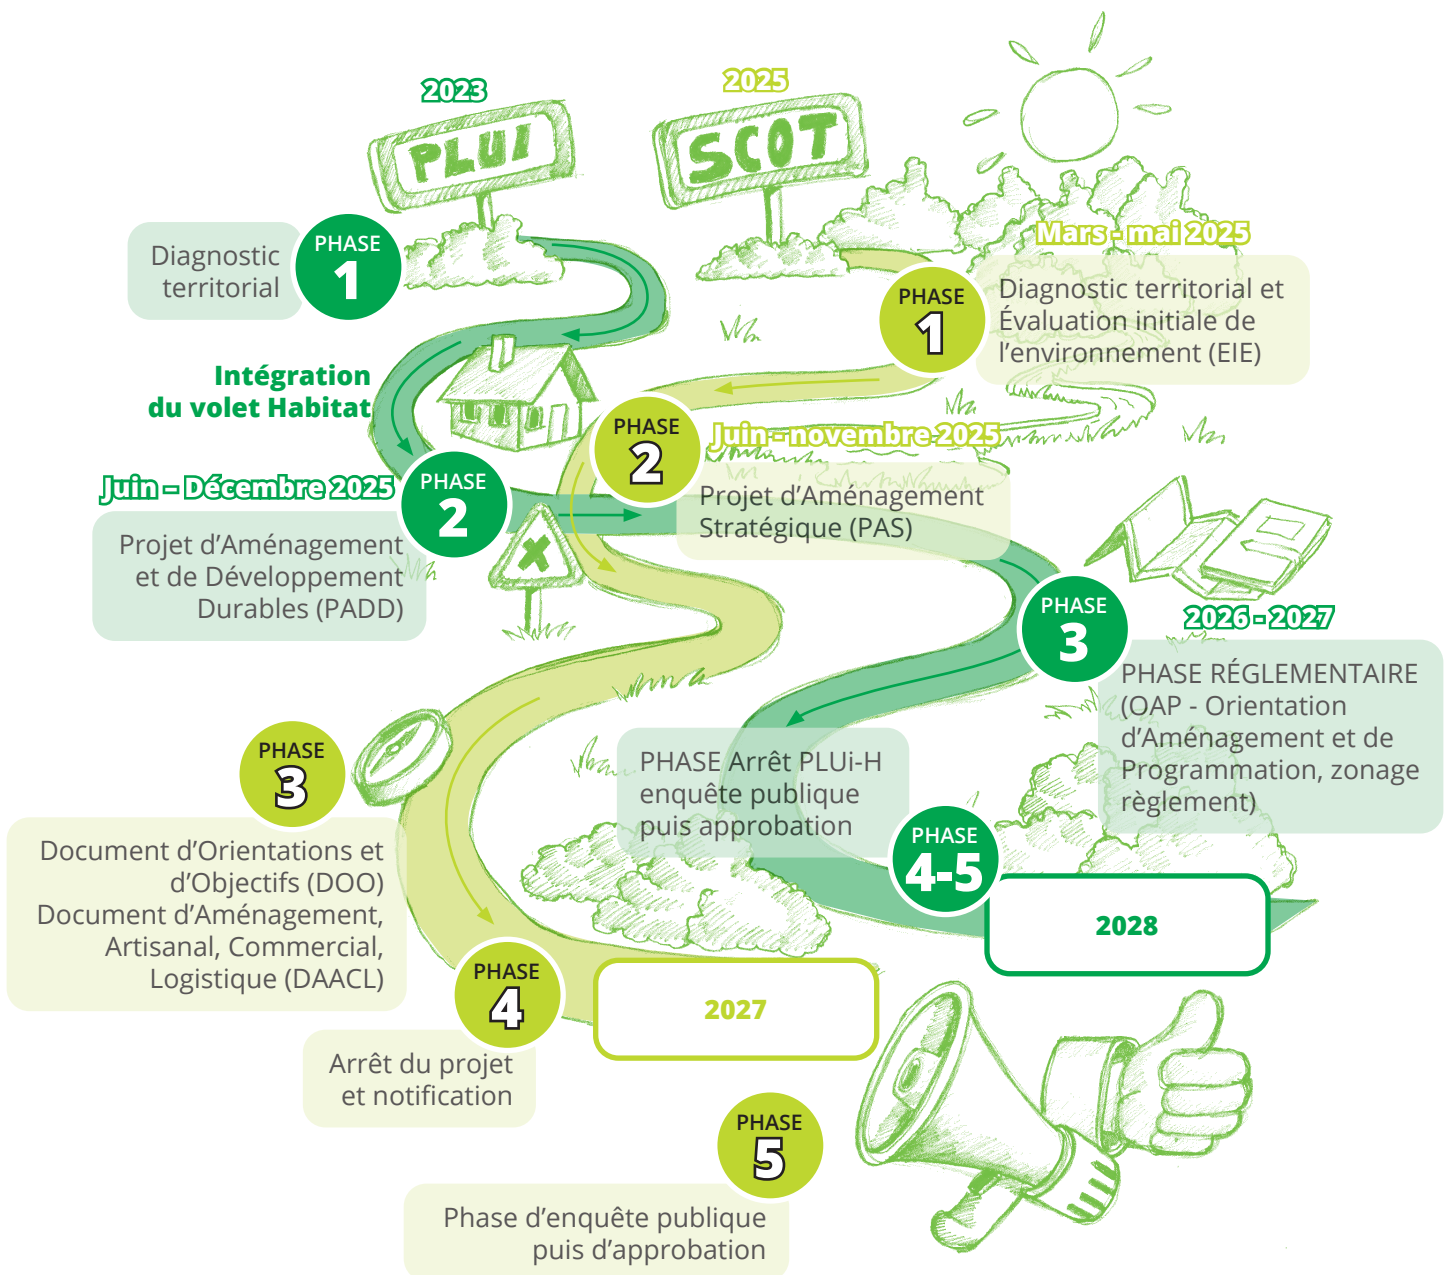 2023
PLUI
2025
SCOT
PHASE
1
Diagnostic
territorial
Mars - mai 2025
PHASE
1
Diagnostic territorial et
Évaluation initiale de
l’environnement (EIE)
Intégration
du volet Habitat
Juin - novembre 2025
PHASE
2
Projet d’Aménagement
Stratégique (PAS)
Juin – Décembre 2025
PHASE
2
Projet d’Aménagement
et de Développement
Durables (PADD)
2026 - 2027
PHASE
3
PHASE RÉGLEMENTAIRE
(OAP - Orientation
d’Aménagement et de
Programmation, zonage
règlement)
PHASE
3
Document d’Orientations et
d’Objectifs (DOO)
Document d’Aménagement,
Artisanal, Commercial,
Logistique (DAACL)
PHASE Arrêt PLUi-H
enquête publique
puis approbation
PHASE
4-5
2028
PHASE
4
Arrêt du projet
et notification
2027
PHASE
5
Phase d’enquête publique
puis d’approbation